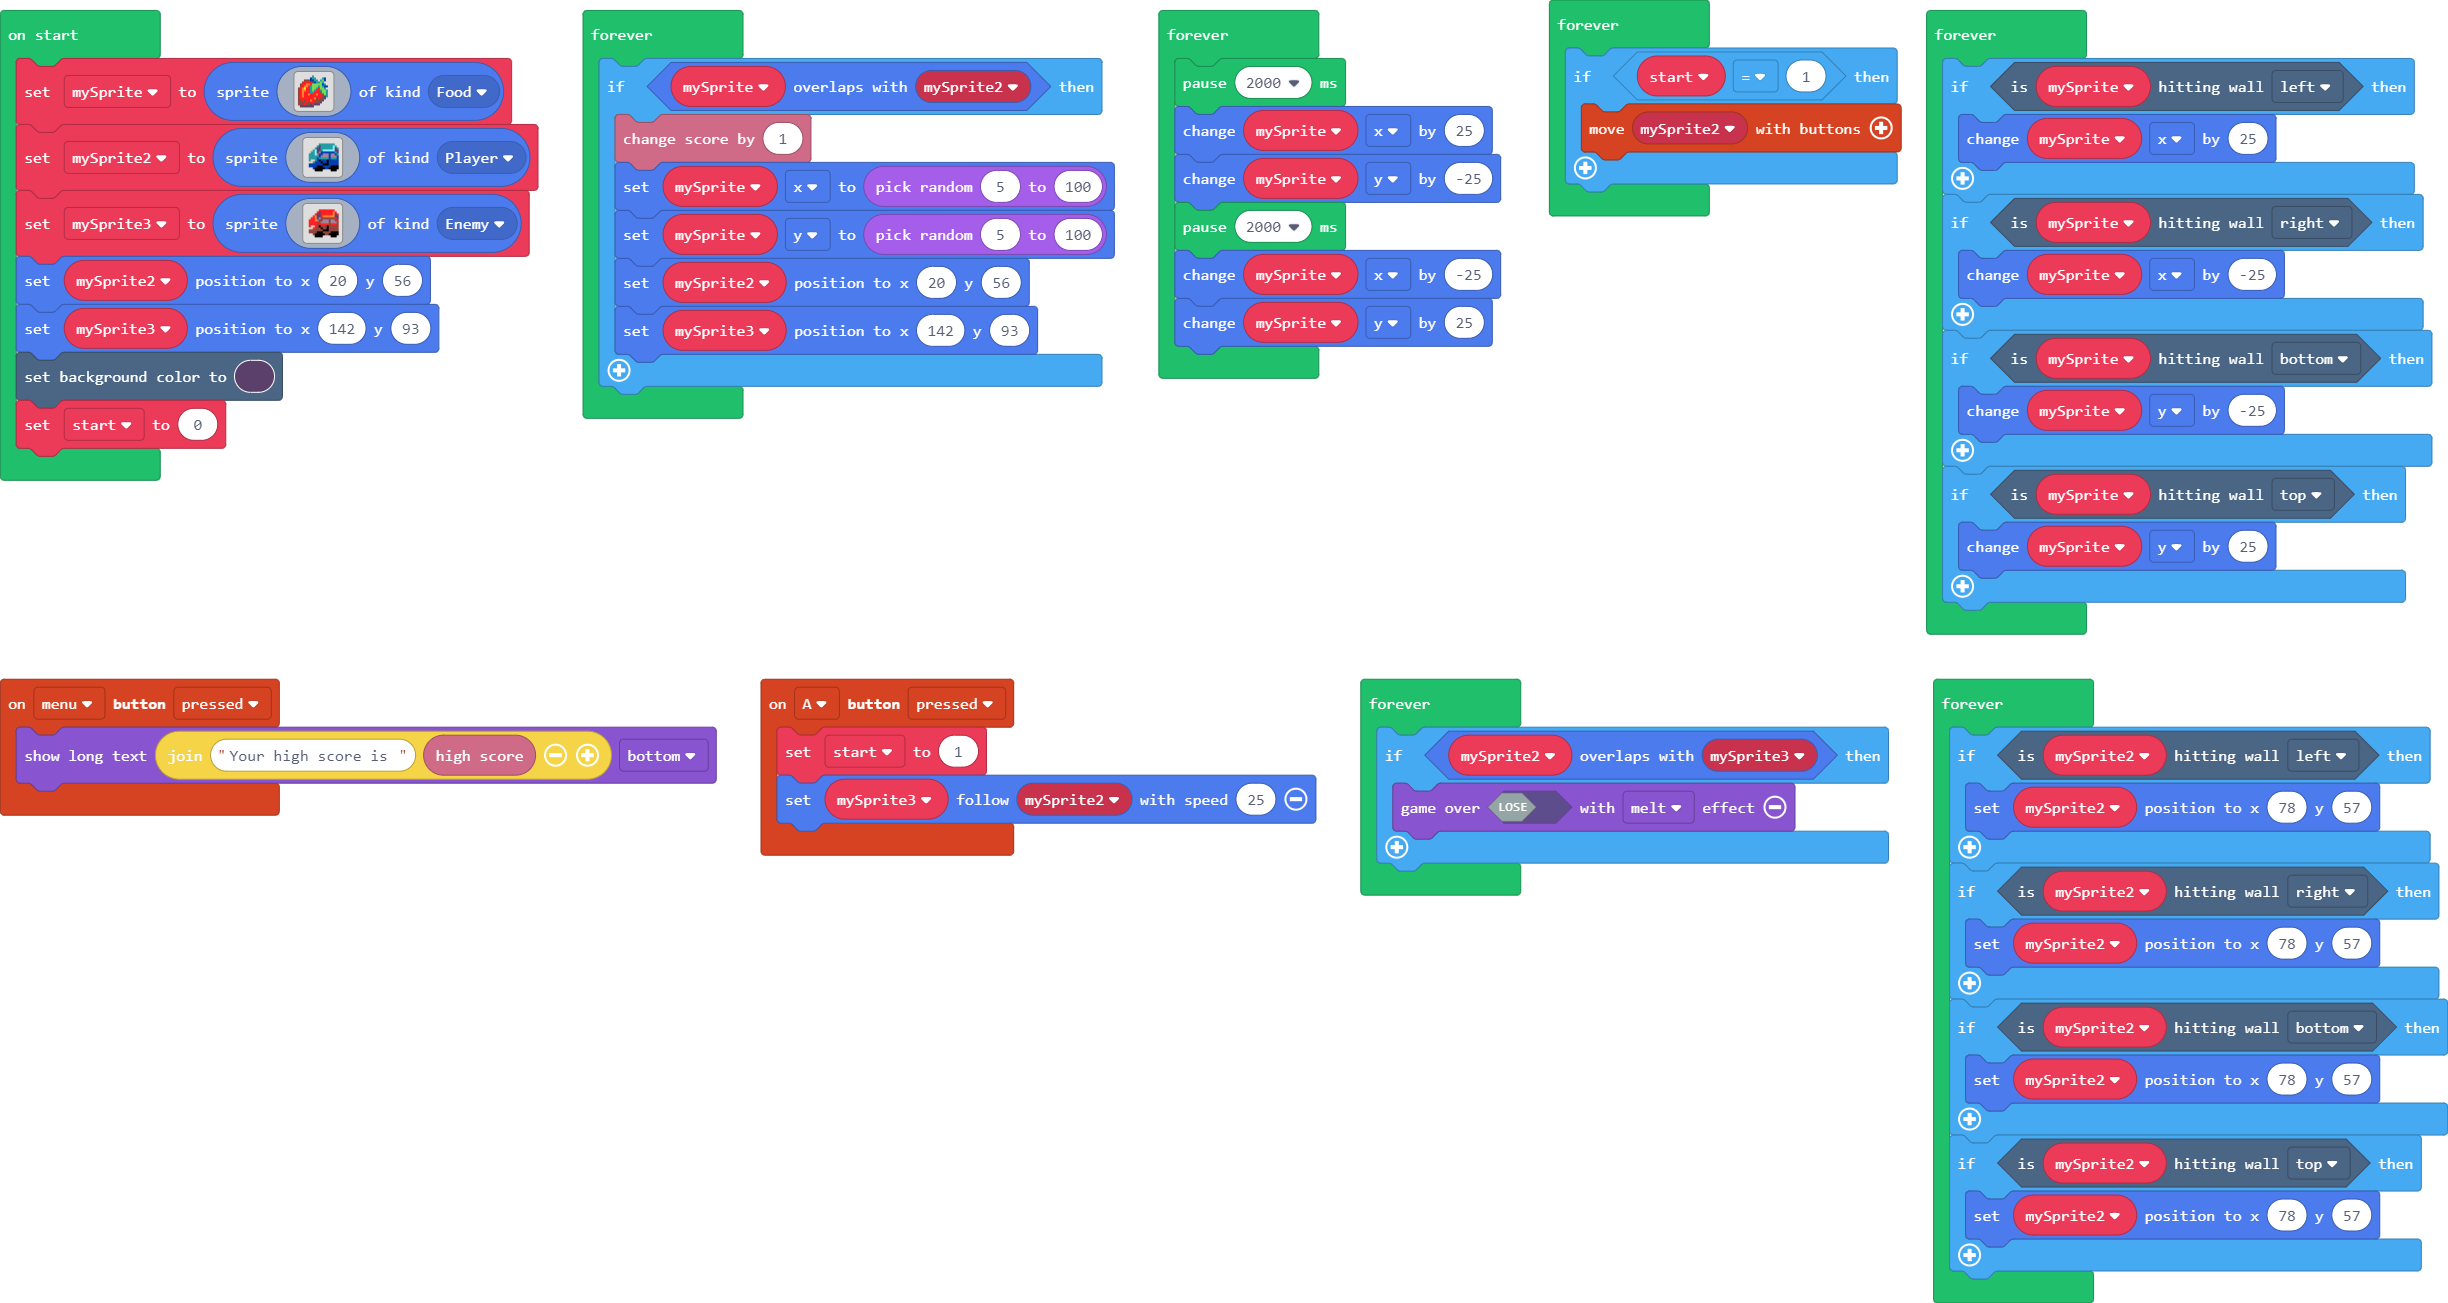 on start
set mySprite to sprite of kind Food
set mySprite2 to sprite of kind Player
set mySprite3 to sprite of kind Enemy
set mySprite2 position to x 20 y 56
set mySprite3 position to x 142 y 93
set background color to
set start to 0
forever
if mySprite overlaps with mySprite2 then
change score by 1
set mySprite x to pick random 5 to 100
set mySprite y to pick random 5 to 100
set mySprite2 position to x 20 y 56
set mySprite3 position to x 142 y 93
forever
pause 2000 ms
change mySprite x by 25
change mySprite y by -25
pause 2000 ms
change mySprite x by -25
change mySprite y by 25
forever
if start = 1 then
move mySprite2 with buttons
forever
if is mySprite hitting wall left then
change mySprite x by 25
if is mySprite hitting wall right then
change mySprite x by -25
if is mySprite hitting wall bottom then
change mySprite y by -25
if is mySprite hitting wall top then
change mySprite y by 25
on menu button pressed
show long text join "Your high score is " high score bottom
on A button pressed
set start to 1
set mySprite3 follow mySprite2 with speed 25
forever
if mySprite2 overlaps with mySprite3 then
game over LOSE with melt effect
forever
if is mySprite2 hitting wall left then
set mySprite2 position to x 78 y 57
if is mySprite2 hitting wall right then
set mySprite2 position to x 78 y 57
if is mySprite2 hitting wall bottom then
set mySprite2 position to x 78 y 57
if is mySprite2 hitting wall top then
set mySprite2 position to x 78 y 57